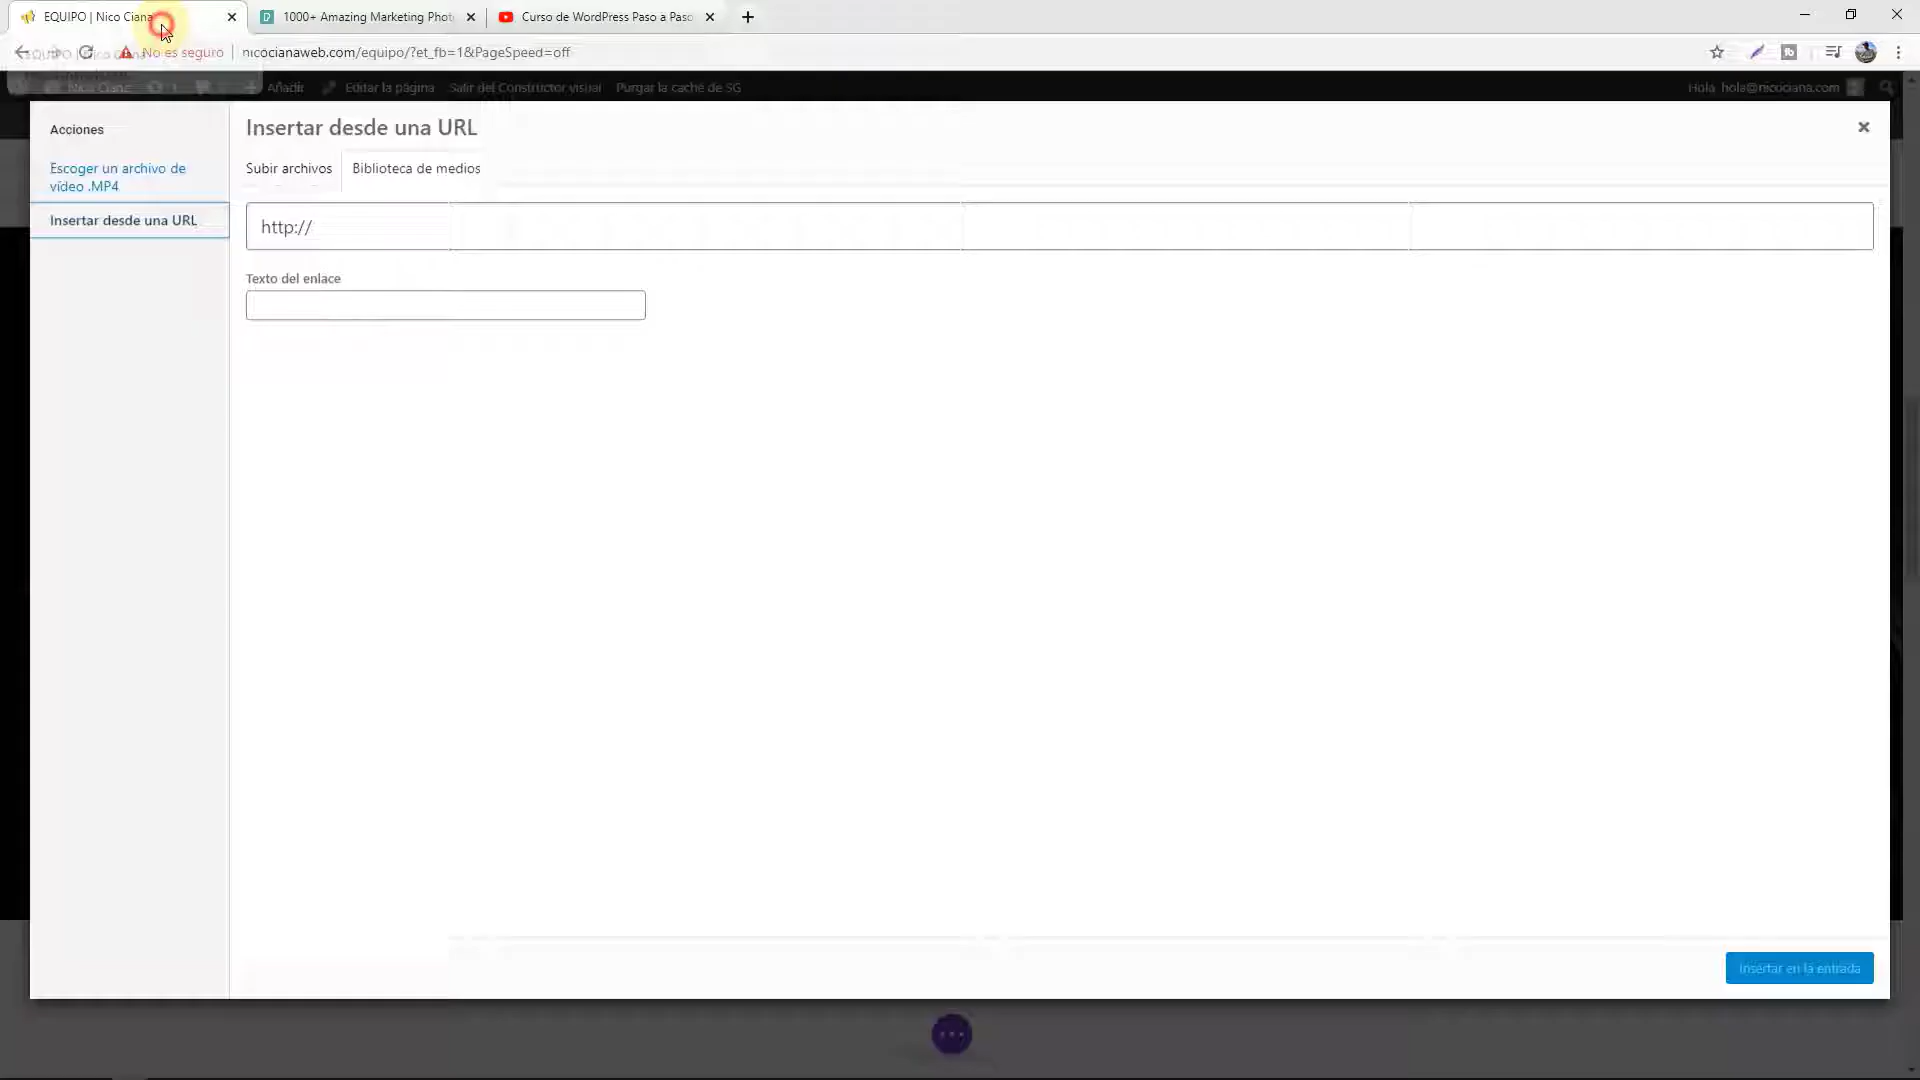 EQUIPO | Nico Ciana
1000+ Amazing Marketing Phot
Curso de WordPress Paso a Paso
No es seguro
nicocianaweb.com/equipo/?et_fb=1&PageSpeed=off
Nico Ciana
1
Añadir
Editar la página
Salir del Constructor visual
Purgar la caché de SG
Hola, hola@nicociana.com
Acciones
Escoger un archivo de
vídeo .MP4
Insertar desde una URL
Insertar desde una URL
Subir archivos
Biblioteca de medios
http://
Texto del enlace
Insertar en la entrada